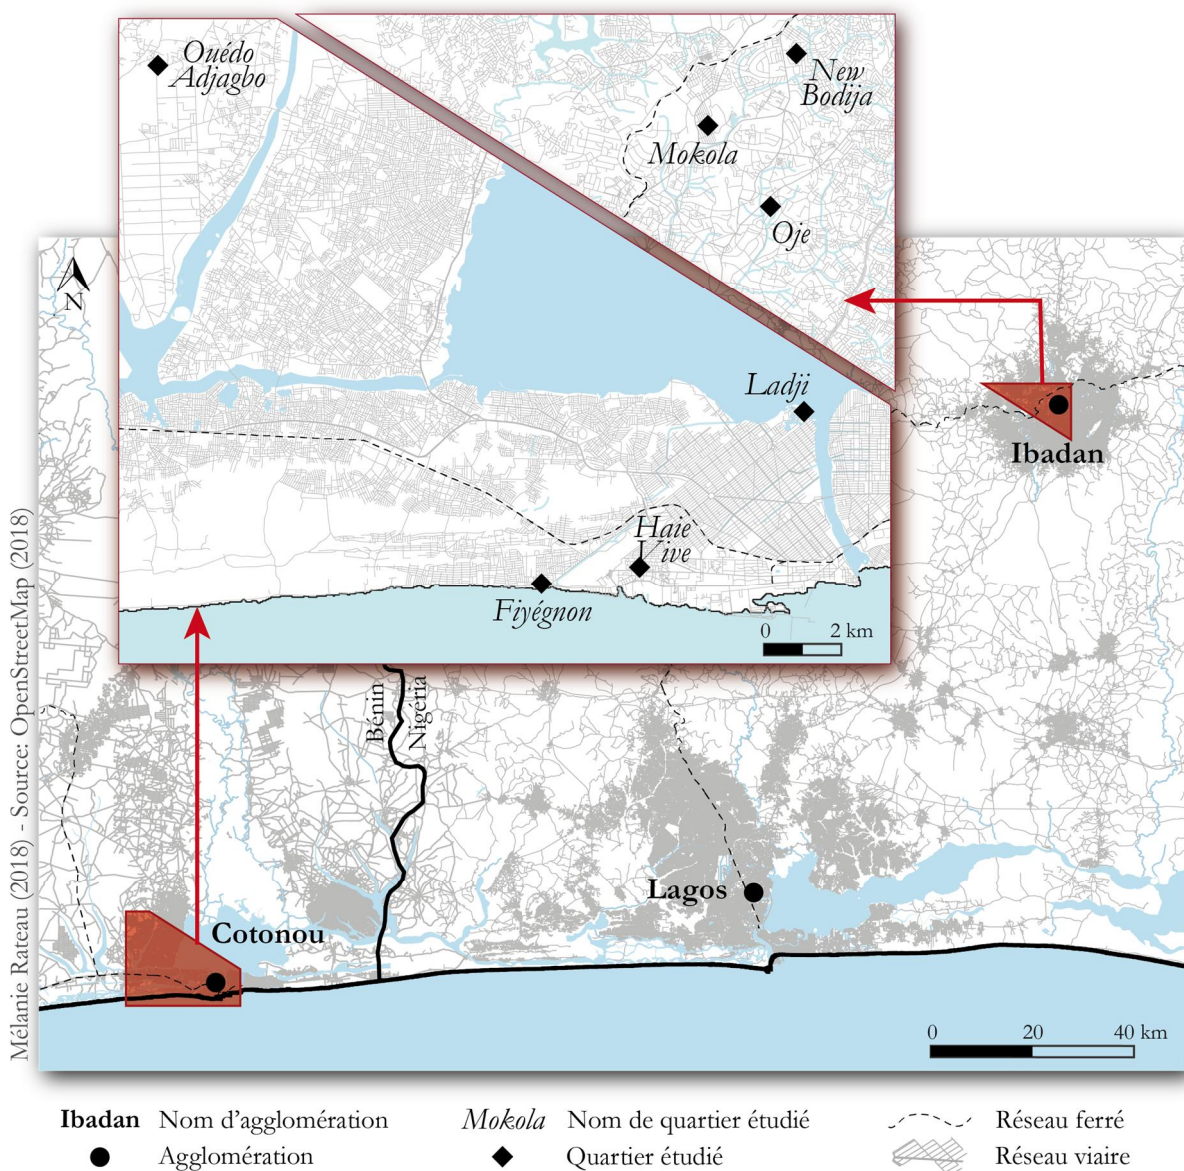 Ouédo
Adjagbo
New
Bodija
Mokola
Oje
N
Ladji
Ibadan
Haie
Vive
Fiyégnon
0 2 km
Bénin
Nigéria
Lagos
Cotonou
0 20 40 km
Mélanie Rateau (2018) - Source: OpenStreetMap (2018)
Ibadan Nom d'agglomération
Mokola Nom de quartier étudié
Réseau ferré
Agglomération
Quartier étudié
Réseau viaire